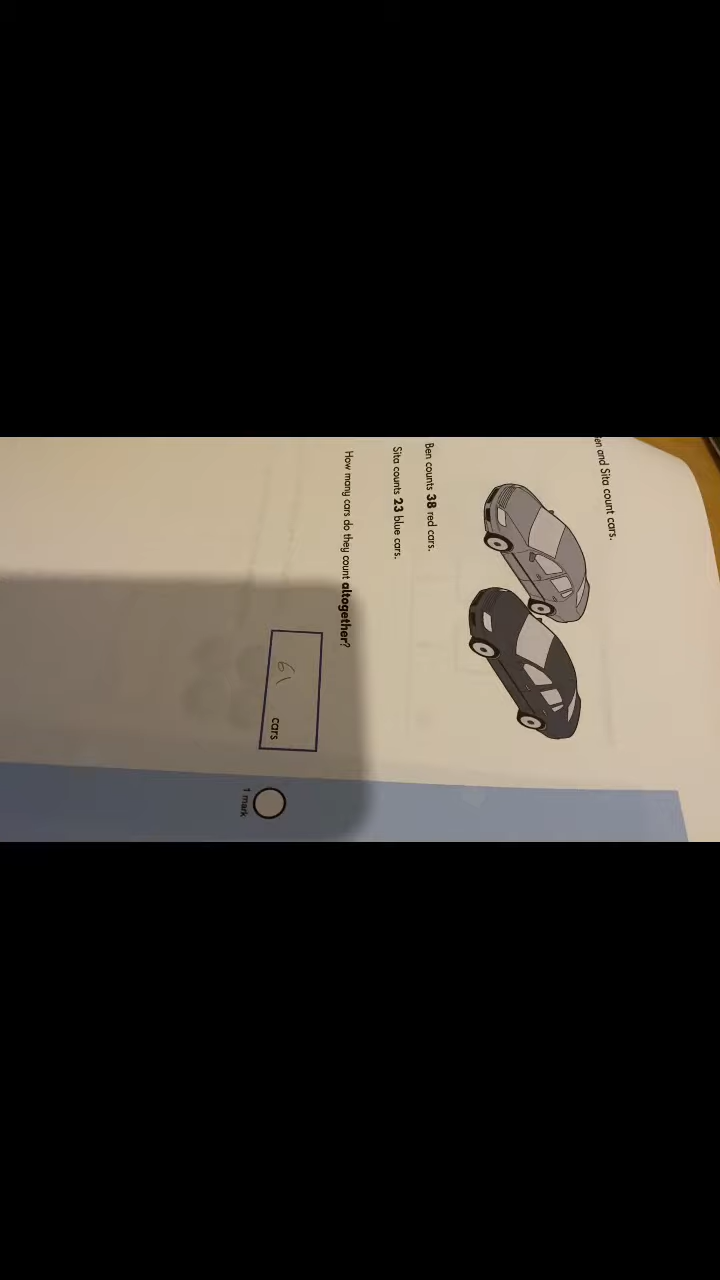 and Sita count cars.
Ben counts 38 red cars.
Sita counts 23 blue cars.
How many cars do they count altogether?
61 cars
1 mark